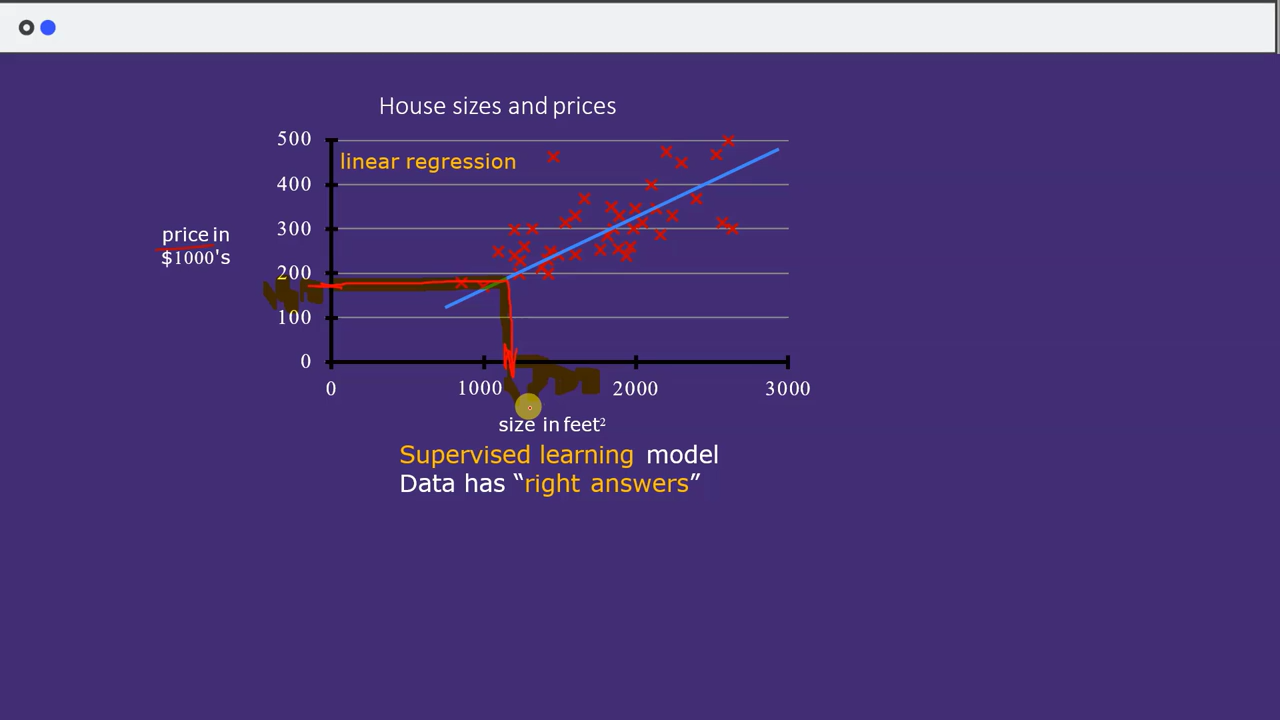 House sizes and prices
500
linear regression
400
300
price in
$1000's
200
100
0
0 1000 2000 3000
size in feet²
Supervised learning model
Data has “right answers”